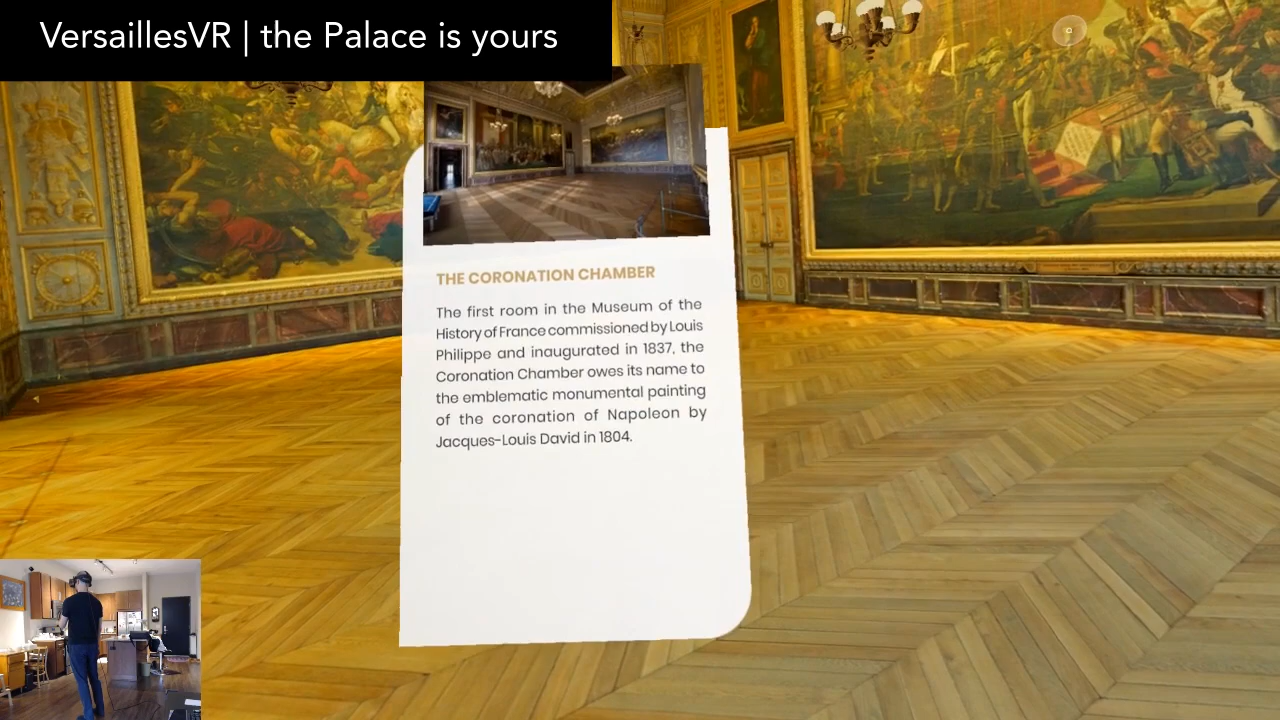 VersaillesVR | the Palace is yours
THE CORONATION CHAMBER
The first room in the Museum of the
History of France commissioned by Louis
Philippe and inaugurated in 1837, the
Coronation Chamber owes its name to
the emblematic monumental painting
of the coronation of Napoleon by
Jacques-Louis David in 1804.